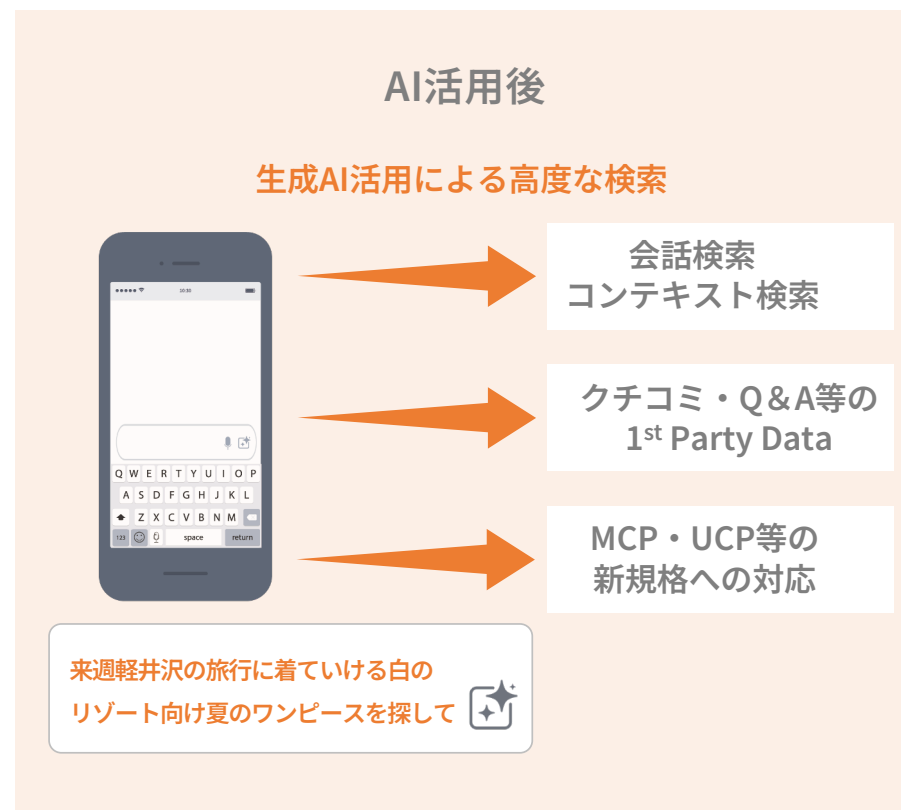 AI活用後
生成AI活用による高度な検索
会話検索
コンテキスト検索
10:30
クチコミ・Q&A等の
1st Party Data
Q W E R T Y U I O P
A S D F G H J K L
Z X C V B N M
123 space return
MCP・UCP等の
新規格への対応
来週軽井沢の旅行に着ていける白の
リゾート向け夏のワンピースを探して